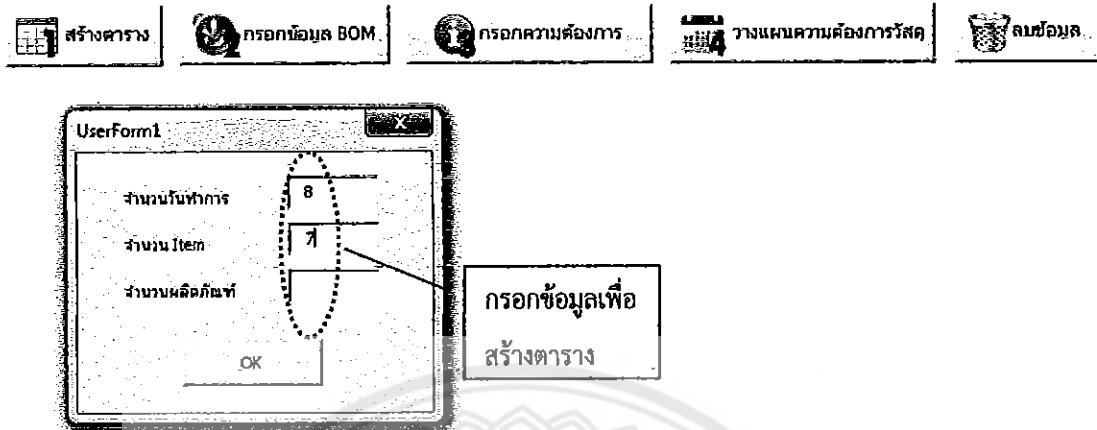 1 สร้างตาราง
2 กรอกข้อมูล BOM
3 กรอกความต้องการ
4 วางแผนความต้องการวัสดุ
ลบข้อมูล
UserForm1
X
จำนวนวันทำการ
8
จำนวน Item
7
จำนวนผลิตภัณฑ์
OK
กรอกข้อมูลเพื่อ
สร้างตาราง